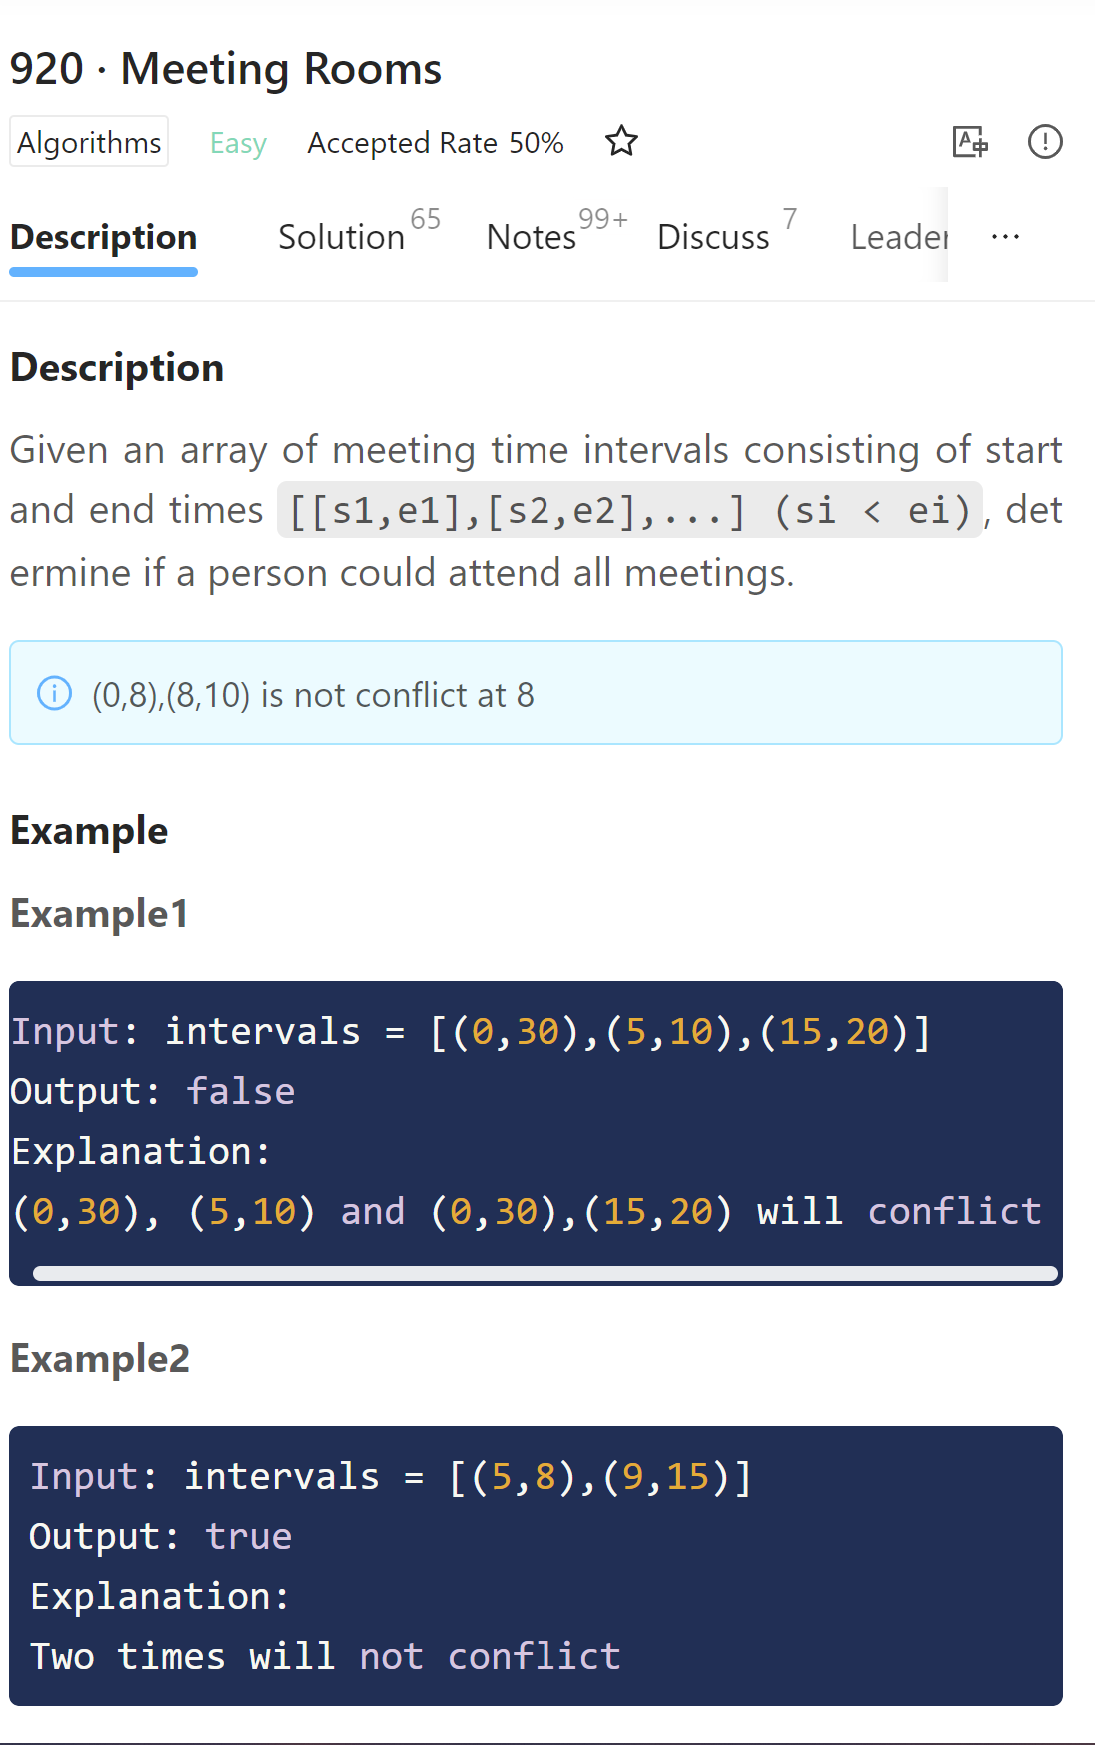 920 · Meeting Rooms
Algorithms Easy Accepted Rate 50%
Description Solution 65 Notes 99+ Discuss 7 Leader ...
Description
Given an array of meeting time intervals consisting of start
and end times [[s1,e1],[s2,e2],...] (si < ei), det
ermine if a person could attend all meetings.
(0,8),(8,10) is not conflict at 8
Example
Example1
Input: intervals = [(0,30),(5,10),(15,20)]
Output: false
Explanation:
(0,30), (5,10) and (0,30),(15,20) will conflict
Example2
Input: intervals = [(5,8),(9,15)]
Output: true
Explanation:
Two times will not conflict